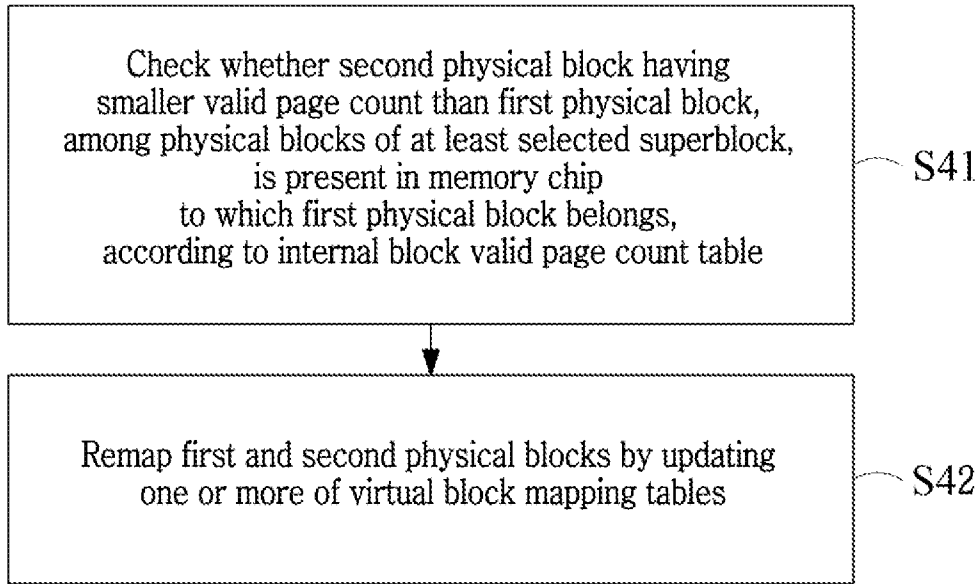 Check whether second physical block having
smaller valid page count than first physical block,
among physical blocks of at least selected superblock,
is present in memory chip
to which first physical block belongs,
according to internal block valid page count table
S41
Remap first and second physical blocks by updating
one or more of virtual block mapping tables
S42